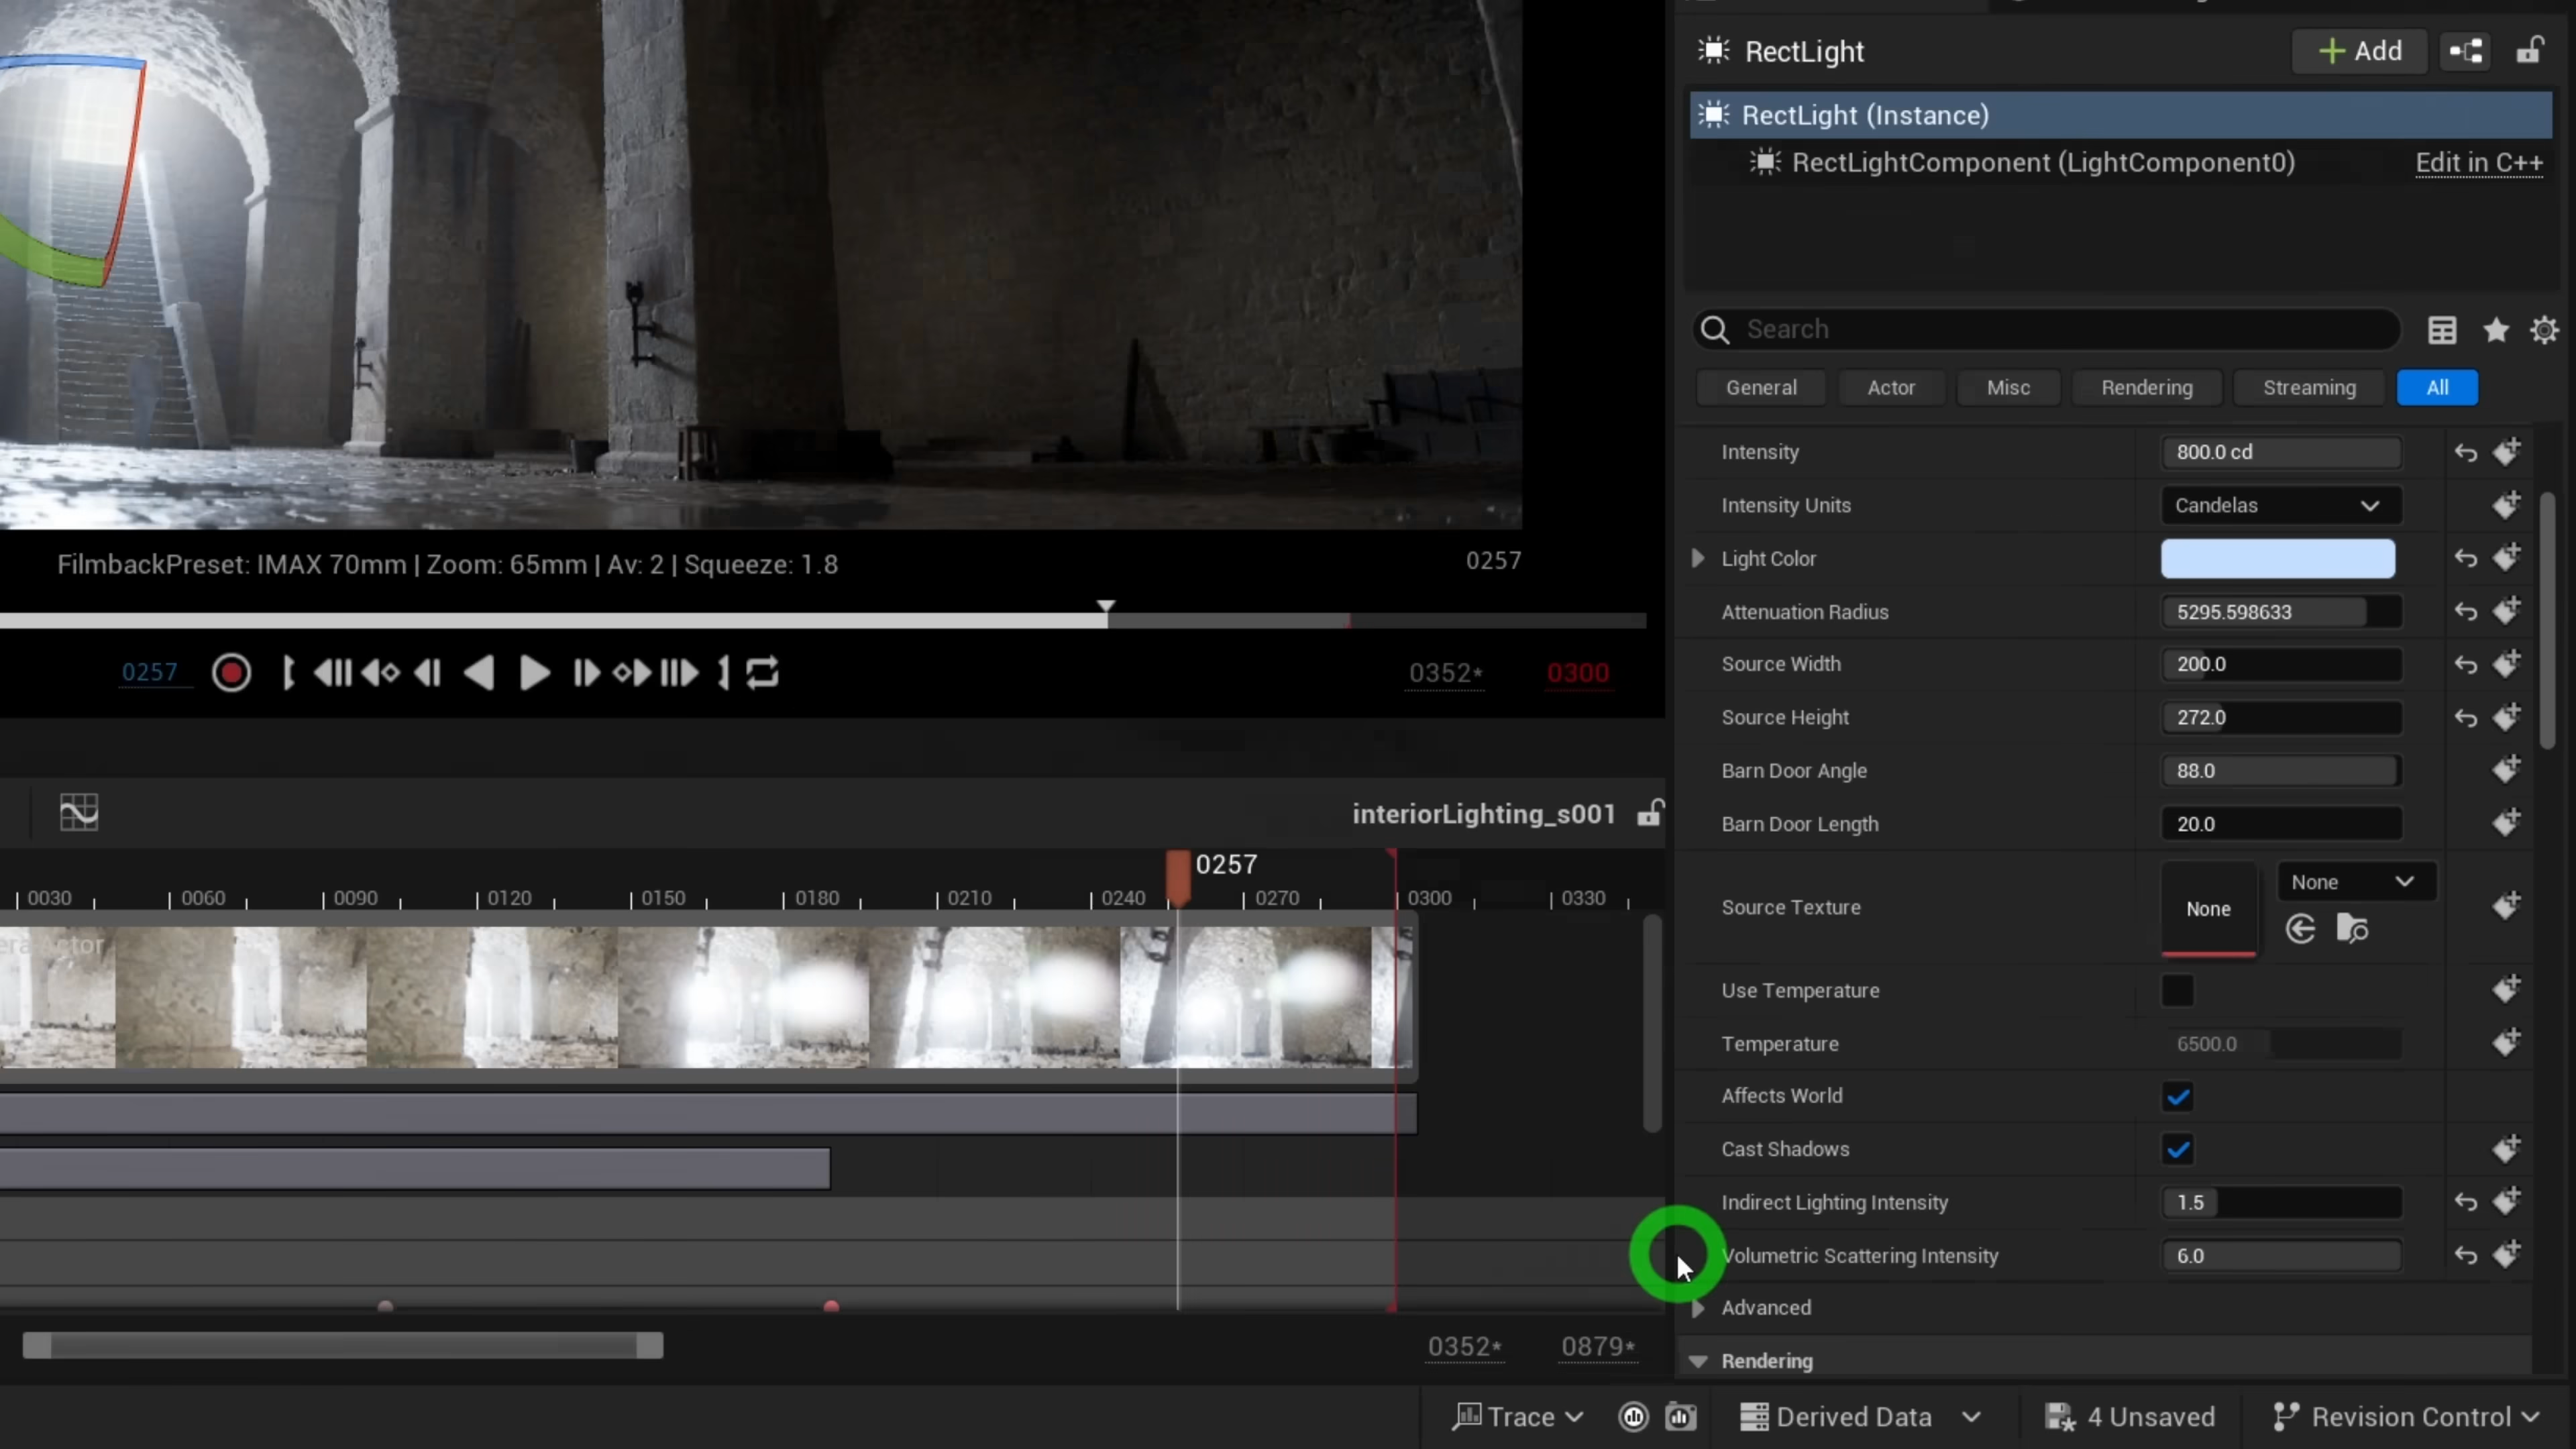 RectLight
Add
RectLight (Instance)
RectLightComponent (LightComponent0)
Edit in C++
Search
General
Actor
Misc
Rendering
Streaming
All
Intensity
800.0 cd
Intensity Units
Candelas
Light Color
Attenuation Radius
5295.598633
Source Width
200.0
Source Height
272.0
Barn Door Angle
88.0
Barn Door Length
20.0
Source Texture
None
None
Use Temperature
Temperature
6500.0
Affects World
Cast Shadows
Indirect Lighting Intensity
1.5
Volumetric Scattering Intensity
6.0
Advanced
Rendering
FilmbackPreset: IMAX 70mm | Zoom: 65mm | Av: 2 | Squeeze: 1.8
0257
0257
0352*
0300
interiorLighting_s001
0257
0030
0060
0090
0120
0150
0180
0210
0240
0270
0300
0330
Actor
0352*
0879*
Trace
Derived Data
4 Unsaved
Revision Control